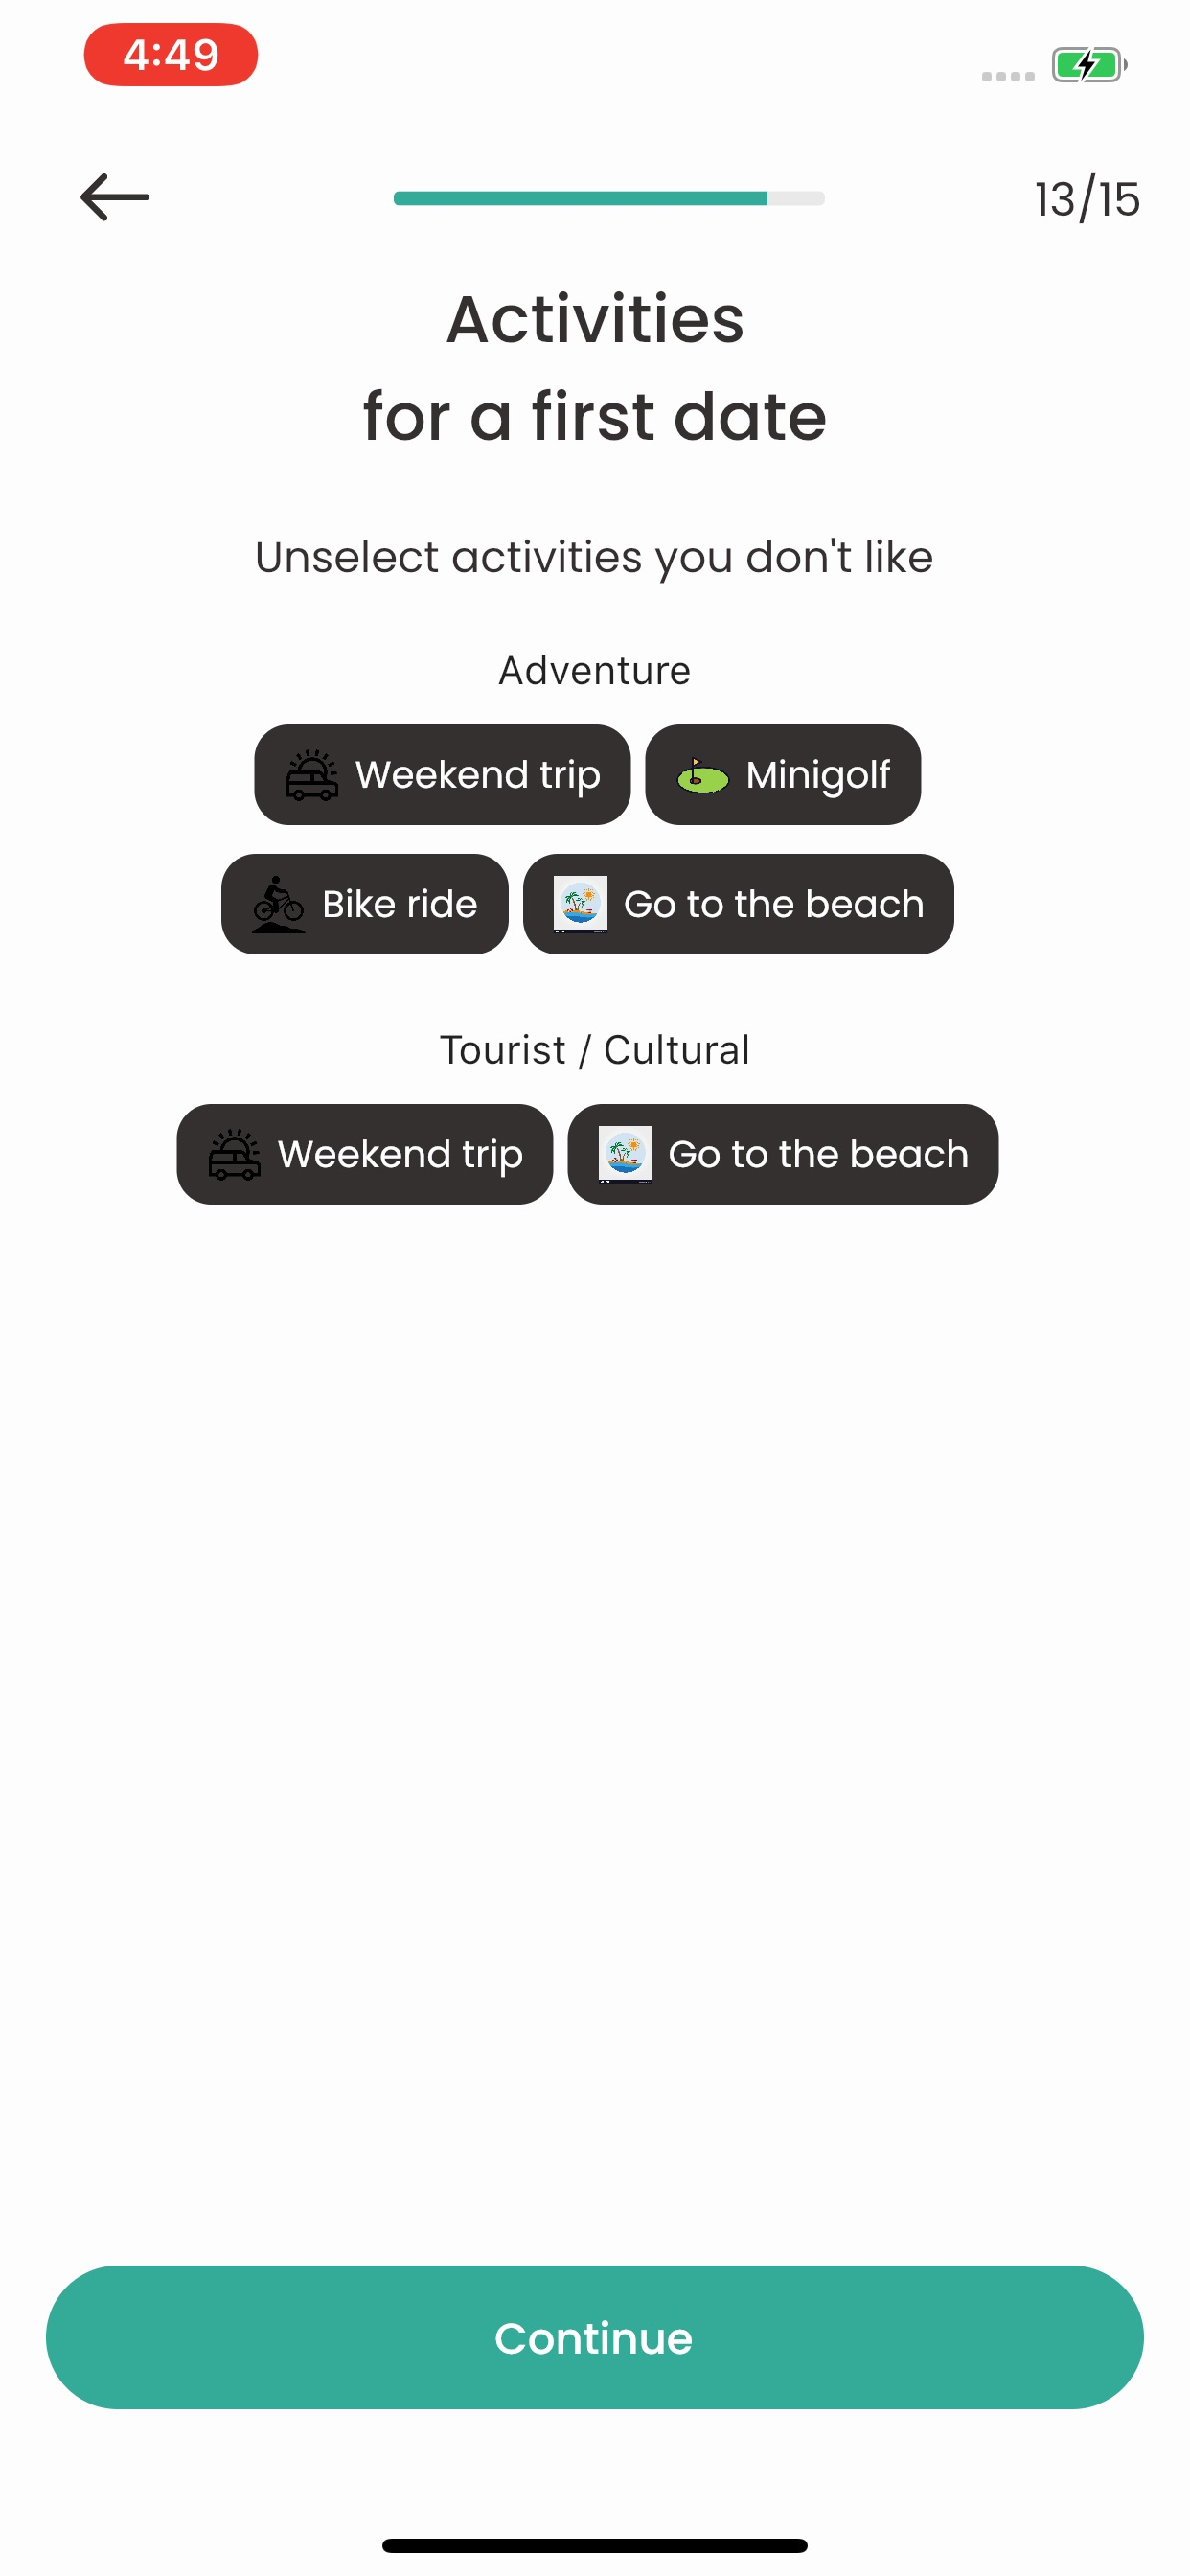 4:49
13/15
Activities
for a first date
Unselect activities you don't like
Adventure
Weekend trip Minigolf
Bike ride Go to the beach
Tourist / Cultural
Weekend trip Go to the beach
Continue